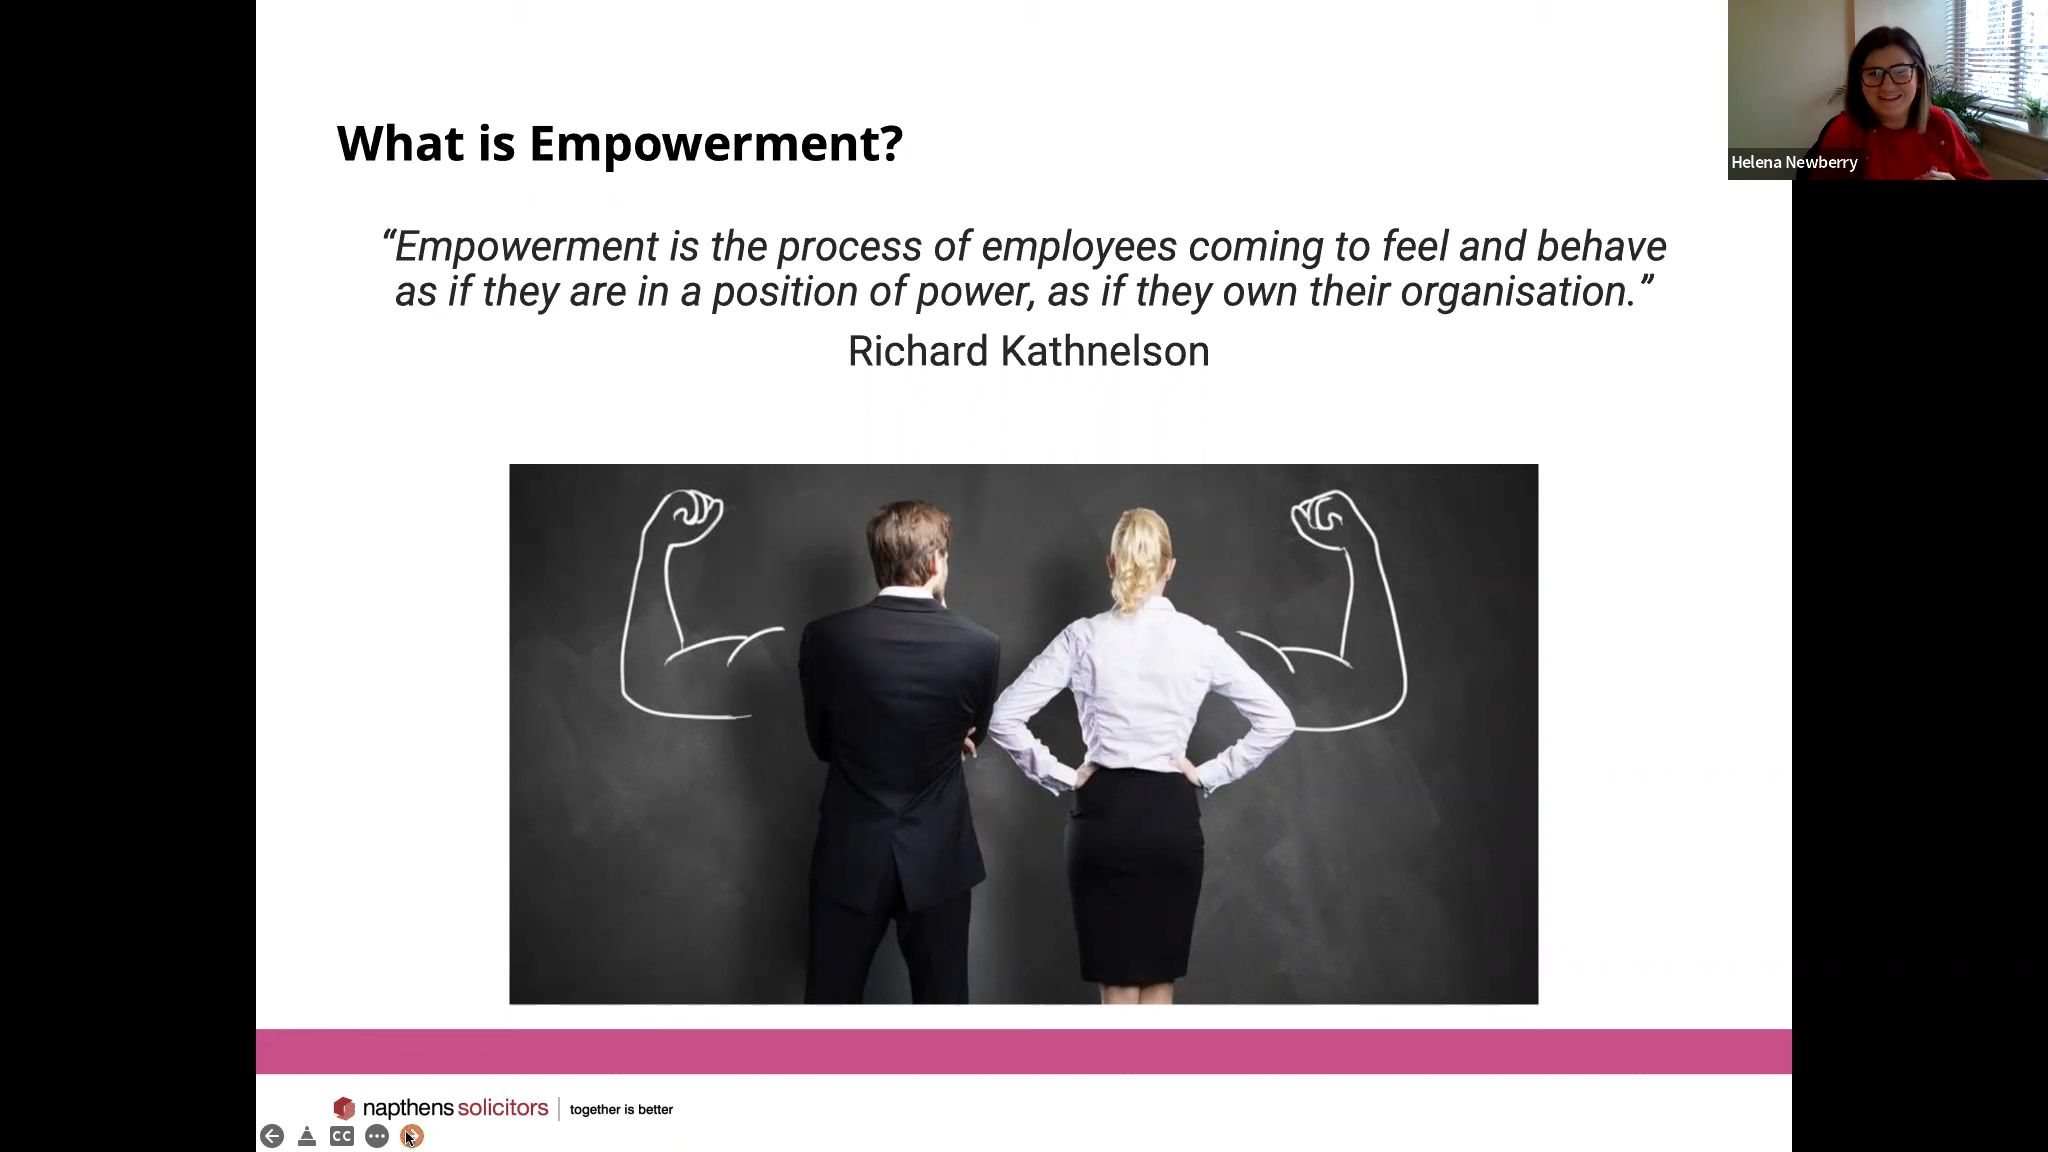 What is Empowerment?
“Empowerment is the process of employees coming to feel and behave
as if they are in a position of power, as if they own their organisation.”
Richard Kathnelson
Helena Newberry
napthens solicitors | together is better
CC